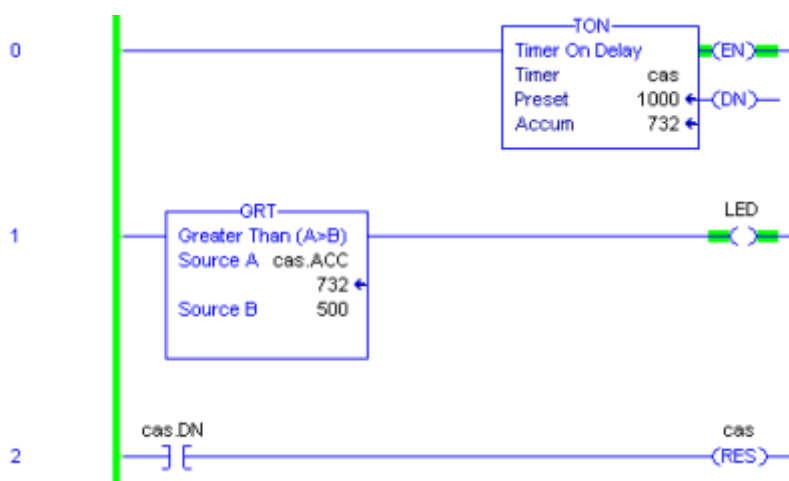 0
TON
Timer On Delay
Timer cas
Preset 1000
Accum 732
(EN)
(DN)
1
GRT
Greater Than (A>B)
Source A cas.ACC
732
Source B 500
LED
2
cas.DN
cas
(RES)